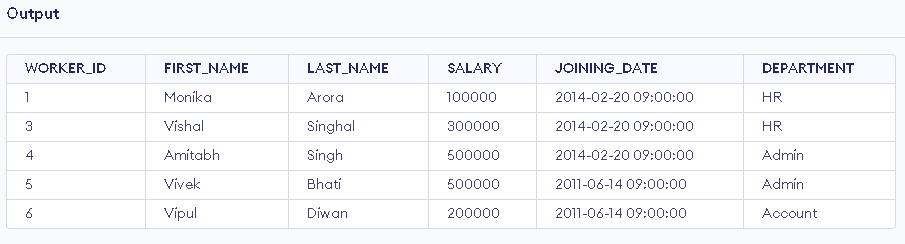 Output
WORKER_ID FIRST_NAME LAST_NAME SALARY JOINING_DATE DEPARTMENT
1 Monika Arora 100000 2014-02-20 09:00:00 HR
3 Vishal Singhal 300000 2014-02-20 09:00:00 HR
4 Amitabh Singh 500000 2014-02-20 09:00:00 Admin
5 Vivek Bhati 500000 2011-06-14 09:00:00 Admin
6 Vipul Diwan 200000 2011-06-14 09:00:00 Account